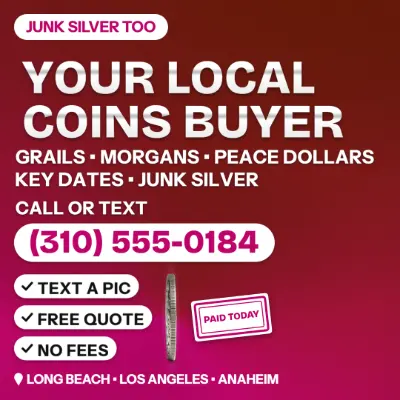 JUNK SILVER TOO
YOUR LOCAL
COINS BUYER
GRAILS ▪ MORGANS ▪ PEACE DOLLARS
KEY DATES ▪ JUNK SILVER
CALL OR TEXT
(310) 555-0184
✓ TEXT A PIC
✓ FREE QUOTE
PAID TODAY
✓ NO FEES
LONG BEACH ▪ LOS ANGELES ▪ ANAHEIM